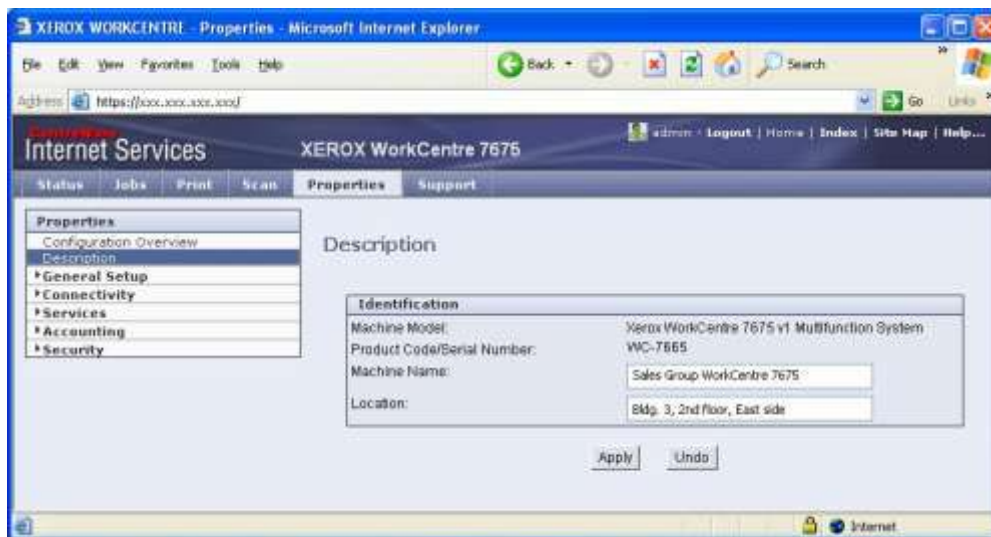 XEROX WORKCENTRE - Properties - Microsoft Internet Explorer
File Edit View Favorites Tools Help
Back
Search
Address https://xxx.xxx.xxx.xxx/
Go Links
CentreWare
Internet Services
XEROX WorkCentre 7675
admin - Logout | Home | Index | Site Map | Help...
Status Jobs Print Scan Properties Support
Properties
Configuration Overview
Description
General Setup
Connectivity
Services
Accounting
Security
Description
Identification
Machine Model: Xerox WorkCentre 7675 v1 Multifunction System
Product Code/Serial Number: WC-7665
Machine Name: Sales Group WorkCentre 7675
Location: Bldg. 3, 2nd floor, East side
Apply Undo
Internet